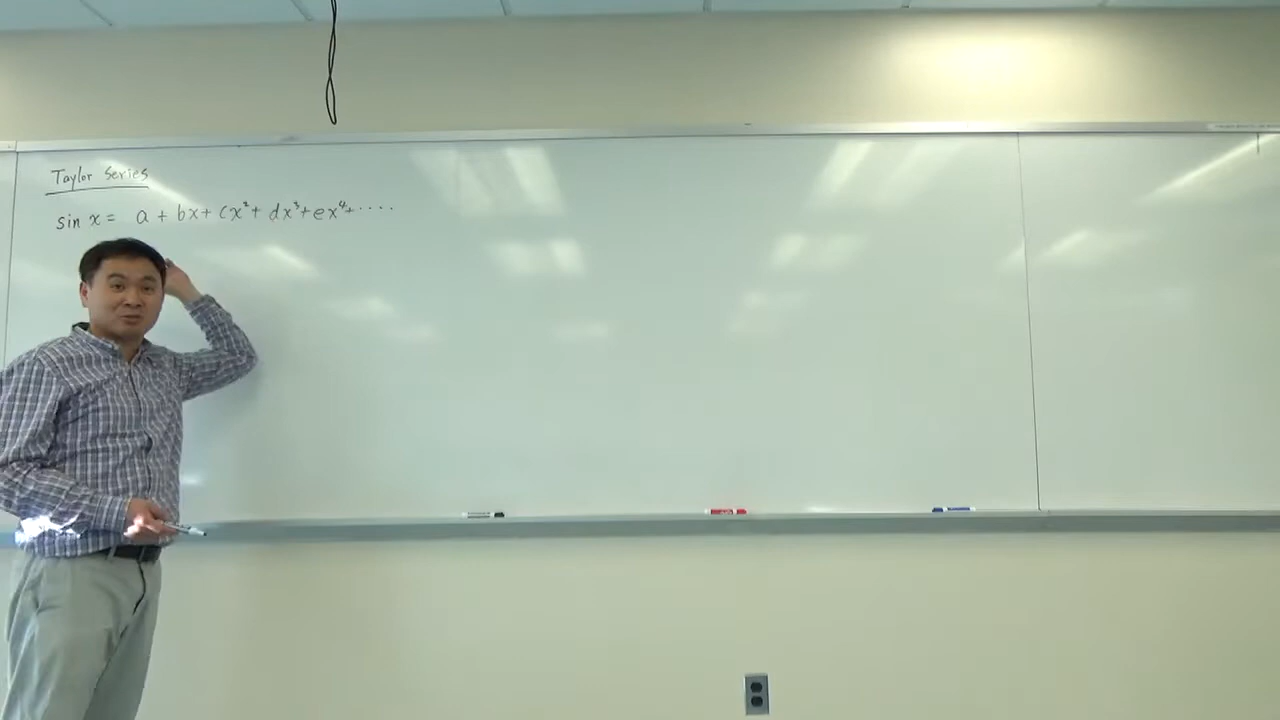 Taylor Series
sin x = a + bx + cx² + dx³ + ex⁴ + ....